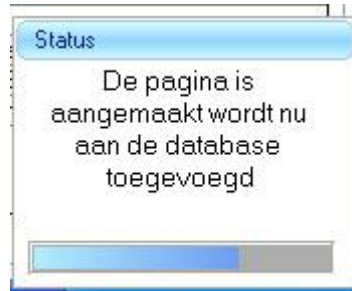 Status
De pagina is
aangemaakt wordt nu
aan de database
toegevoegd